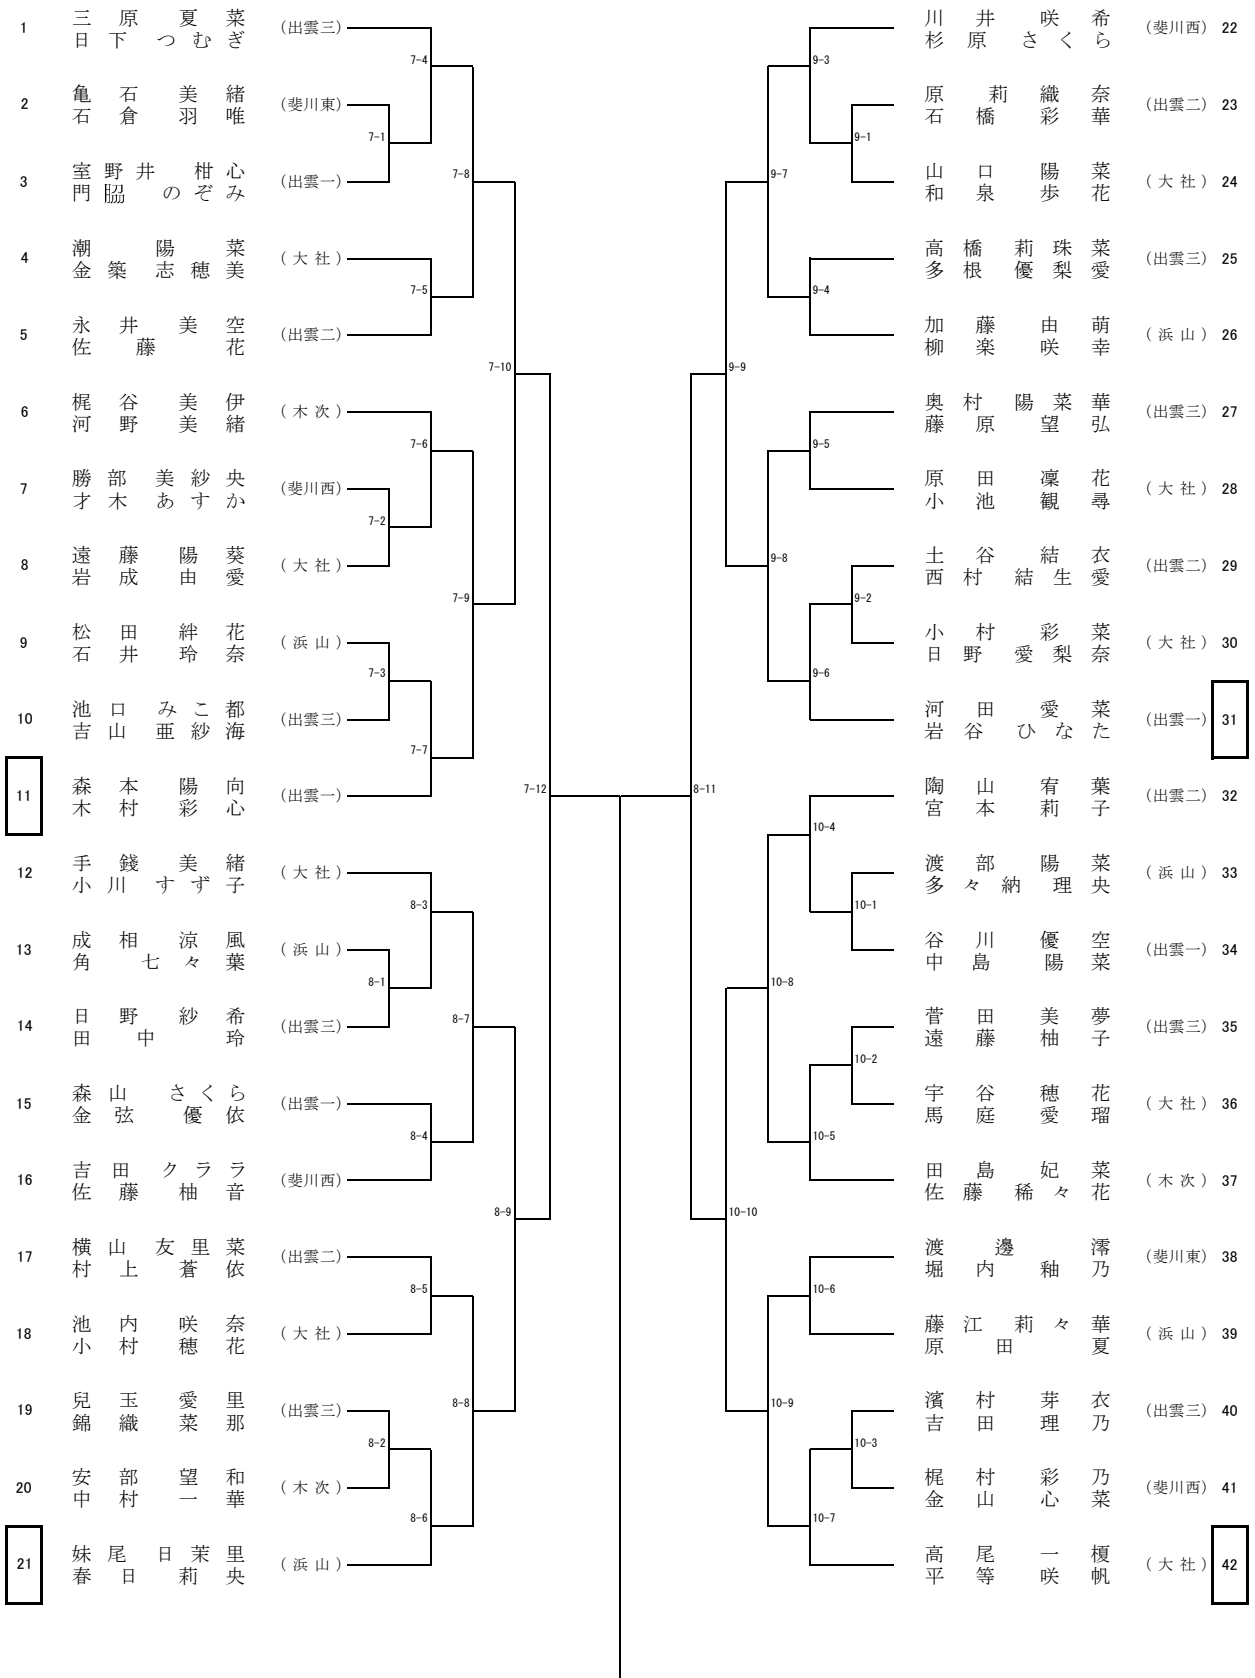 1 三原夏菜 (出雲三)
日下つむぎ
7-4
2 亀石美緒 (斐川東)
石倉羽唯
7-1
3 室野井柑心 (出雲一)
門脇のぞみ
7-8
4 潮陽菜 (大社)
金築志穂美
7-5
5 永井美空 (出雲二)
佐藤花
7-10
6 梶谷美伊 (木次)
河野美緒
7-6
7 勝部美紗央 (斐川西)
才木あすか
7-2
8 遠藤陽葵 (大社)
岩成由愛
7-9
9 松田絆花 (浜山)
石井玲奈
7-3
10 池口みこ都 (出雲三)
吉山亜紗海
7-7
11 森本陽向 (出雲一)
木村彩心
7-12
12 手錢美緒 (大社)
小川すず子
8-3
13 成相涼風 (浜山)
角七々葉
8-1
14 日野紗希 (出雲三)
田中玲
8-7
15 森山さくら (出雲一)
金弦優依
8-4
16 吉田クララ (斐川西)
佐藤柚音
8-9
17 横山友里菜 (出雲二)
村上蒼依
8-5
18 池内咲奈 (大社)
小村穂花
19 兒玉愛里 (出雲三)
錦織菜那
8-8
8-2
20 安部望和 (木次)
中村一華
8-6
21 妹尾日茉里 (浜山)
春日莉央
川井咲希 (斐川西) 22
杉原さくら
9-3
原莉織奈 (出雲二) 23
石橋彩華
9-1
山口陽菜 (大社) 24
和泉歩花
9-7
高橋莉珠菜 (出雲三) 25
多根優梨愛
9-4
加藤由萌 (浜山) 26
柳楽咲幸
9-9
奥村陽菜華 (出雲三) 27
藤原望弘
9-5
原田凜花 (大社) 28
小池観尋
9-8
土谷結衣 (出雲二) 29
西村結生愛
9-2
小村彩菜 (大社) 30
日野愛梨奈
9-6
河田愛菜 (出雲一) 31
岩谷ひなた
8-11
陶山宥葉 (出雲二) 32
宮本莉子
10-4
渡部陽菜 (浜山) 33
多々納理央
10-1
谷川優空 (出雲一) 34
中島陽菜
10-8
菅田美夢 (出雲三) 35
遠藤柚子
10-2
宇谷穂花 (大社) 36
馬庭愛瑠
10-5
田島妃菜 (木次) 37
佐藤稀々花
10-10
渡邊澪 (斐川東) 38
堀内釉乃
10-6
藤江莉々華 (浜山) 39
原田夏
10-9
濱村芽衣 (出雲三) 40
吉田理乃
10-3
梶村彩乃 (斐川西) 41
金山心菜
10-7
高尾一榎 (大社) 42
平等咲帆